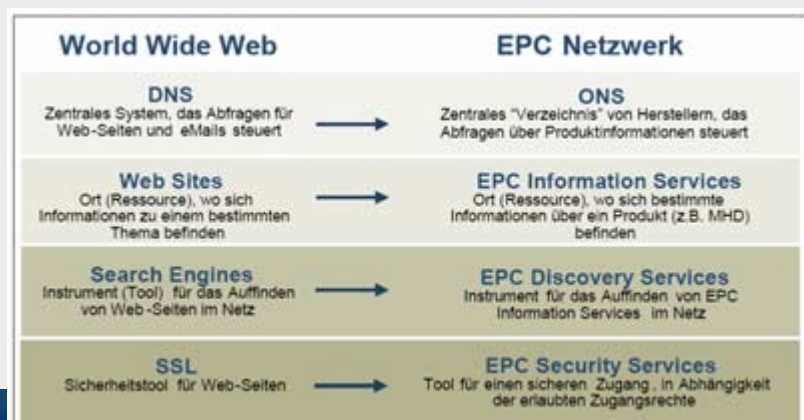 World Wide Web
EPC Netzwerk
DNS
Zentrales System, das Abfragen für
Web-Seiten und eMails steuert
ONS
Zentrales "Verzeichnis" von Herstellern, das
Abfragen über Produktinformationen steuert
Web Sites
Ort (Ressource), wo sich
Informationen zu einem bestimmten
Thema befinden
EPC Information Services
Ort (Ressource), wo sich bestimmte
Informationen über ein Produkt (z.B. MHD)
befinden
Search Engines
Instrument (Tool) für das Auffinden
von Web-Seiten im Netz
EPC Discovery Services
Instrument für das Auffinden von EPC
Information Services im Netz
SSL
Sicherheitstool für Web-Seiten
EPC Security Services
Tool für einen sicheren Zugang, in Abhängigkeit
der erlaubten Zugangsrechte